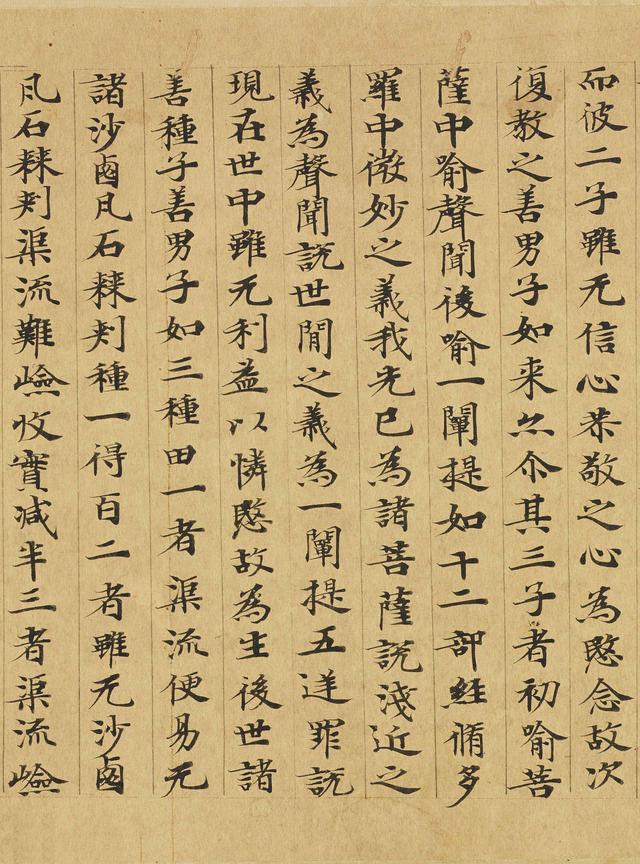 而彼二子雖无信心恭敬之心為愍念故次
復教之善男子如来亦尒其三子者初喻菩
薩中喻聲聞後喻一闡提如十二部經脩多
羅中微妙之義我先已為諸菩薩說淺近之
義為聲聞說世間之義為一闡提五逆罪說
現在世中雖无利益以憐愍故為生後世諸
善種子善男子如三種田一者渠流便易无
諸沙鹵瓦石棘刺種一得百二者雖无沙鹵
瓦石棘刺渠流難嶮收實減半三者渠流嶮